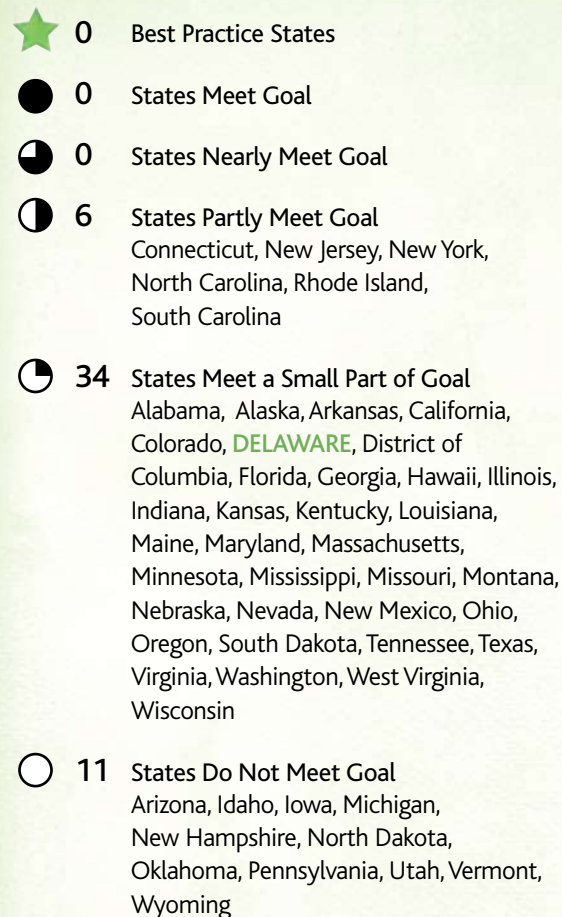 0 Best Practice States
0 States Meet Goal
0 States Nearly Meet Goal
6 States Partly Meet Goal
Connecticut, New Jersey, New York,
North Carolina, Rhode Island,
South Carolina
34 States Meet a Small Part of Goal
Alabama, Alaska, Arkansas, California,
Colorado, DELAWARE, District of
Columbia, Florida, Georgia, Hawaii, Illinois,
Indiana, Kansas, Kentucky, Louisiana,
Maine, Maryland, Massachusetts,
Minnesota, Mississippi, Missouri, Montana,
Nebraska, Nevada, New Mexico, Ohio,
Oregon, South Dakota, Tennessee, Texas,
Virginia, Washington, West Virginia,
Wisconsin
11 States Do Not Meet Goal
Arizona, Idaho, Iowa, Michigan,
New Hampshire, North Dakota,
Oklahoma, Pennsylvania, Utah, Vermont,
Wyoming